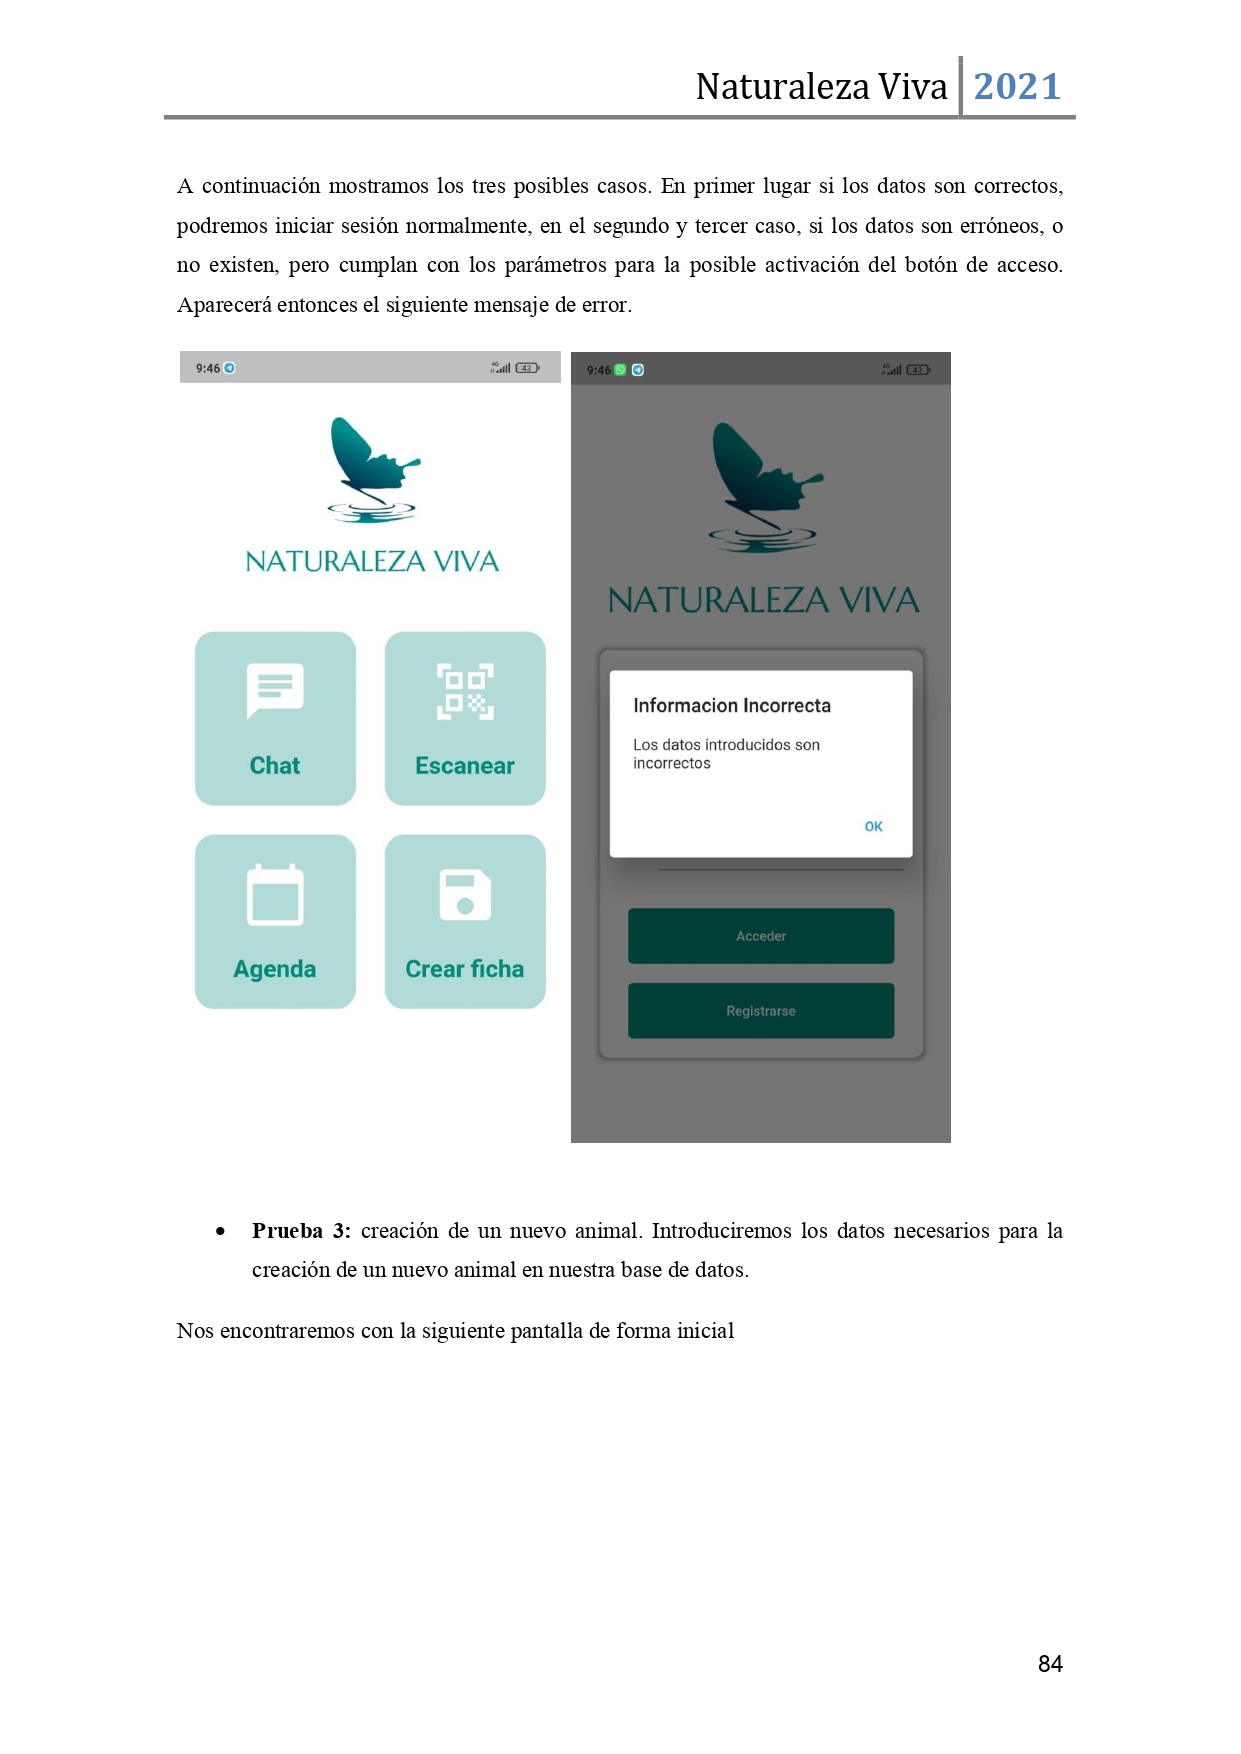 Naturaleza Viva 2021
A continuación mostramos los tres posibles casos. En primer lugar si los datos son correctos,
podremos iniciar sesión normalmente, en el segundo y tercer caso, si los datos son erróneos, o
no existen, pero cumplan con los parámetros para la posible activación del botón de acceso.
Aparecerá entonces el siguiente mensaje de error.
9:46
4G
43
NATURALEZA VIVA
Chat
Escanear
Agenda
Crear ficha
9:46
4G
43
NATURALEZA VIVA
Informacion Incorrecta
Los datos introducidos son
incorrectos
OK
Acceder
Registrarse
• Prueba 3: creación de un nuevo animal. Introduciremos los datos necesarios para la
creación de un nuevo animal en nuestra base de datos.
Nos encontraremos con la siguiente pantalla de forma inicial
84